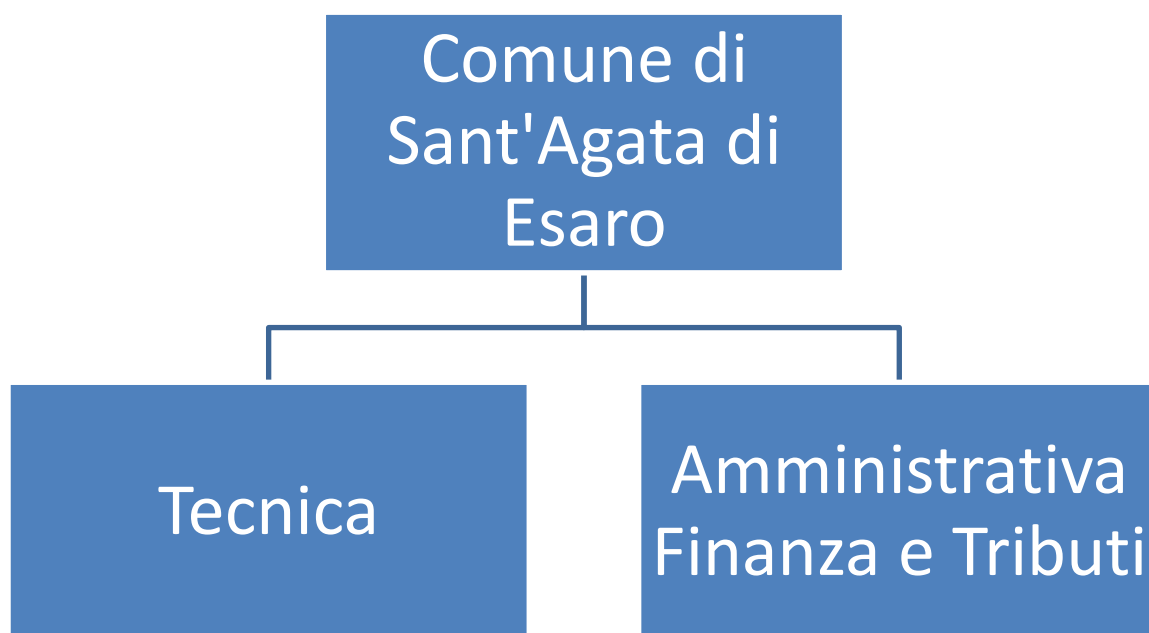 Comune di
Sant'Agata di
Esaro
Tecnica
Amministrativa
Finanza e Tributi